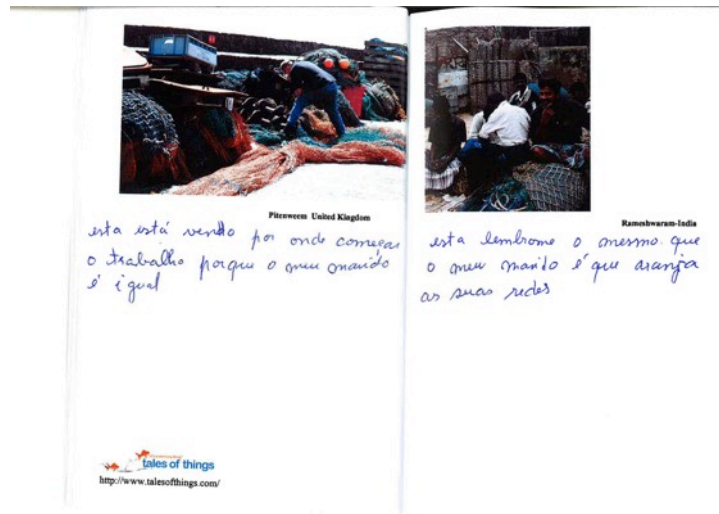 Pitenweem United Kingdom
esta está vendo por onde começar
o trabalho porque o meu marido
é igual
tales of things
http://www.talesofthings.com/
Rameshwaram-India
esta lembrome o mesmo que
o meu marido é que aranja
as suas redes